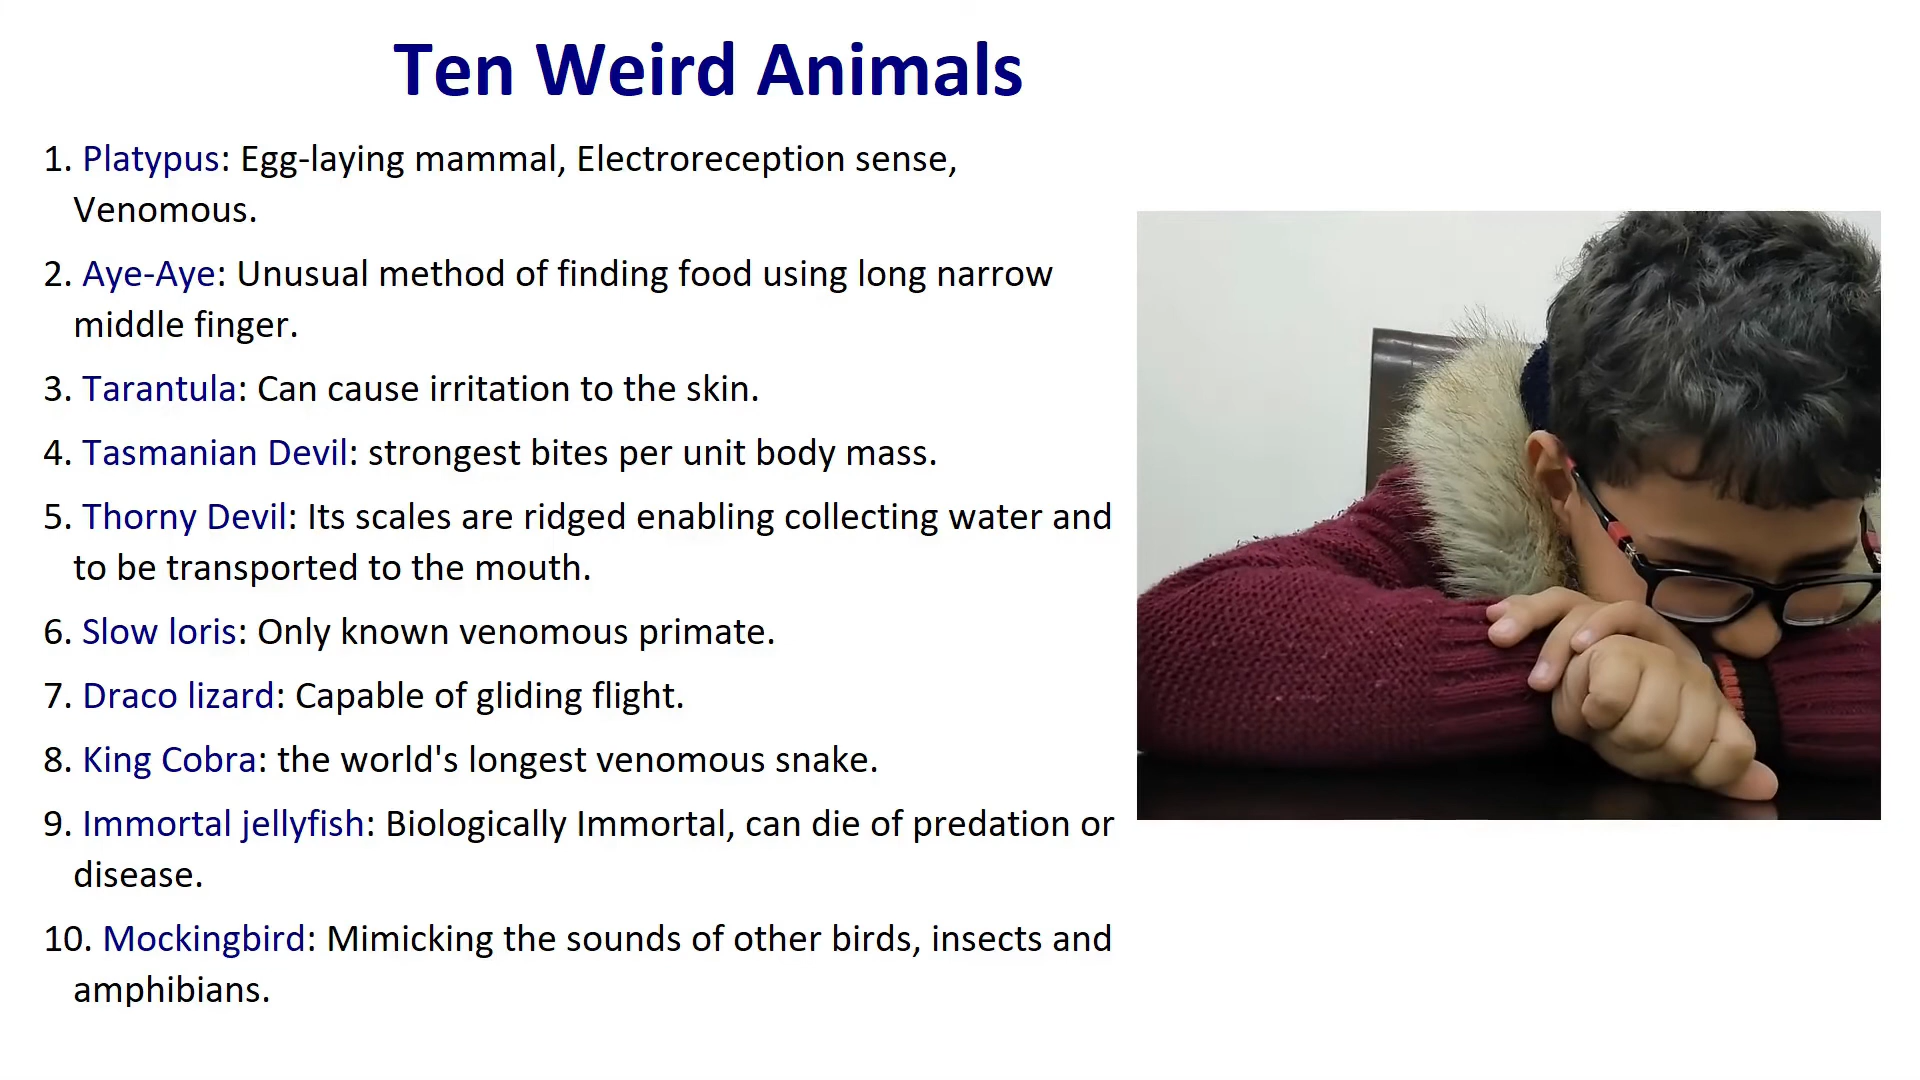 Ten Weird Animals
1. Platypus: Egg-laying mammal, Electroreception sense,
Venomous.
2. Aye-Aye: Unusual method of finding food using long narrow
middle finger.
3. Tarantula: Can cause irritation to the skin.
4. Tasmanian Devil: strongest bites per unit body mass.
5. Thorny Devil: Its scales are ridged enabling collecting water and
to be transported to the mouth.
6. Slow loris: Only known venomous primate.
7. Draco lizard: Capable of gliding flight.
8. King Cobra: the world's longest venomous snake.
9. Immortal jellyfish: Biologically Immortal, can die of predation or
disease.
10. Mockingbird: Mimicking the sounds of other birds, insects and
amphibians.